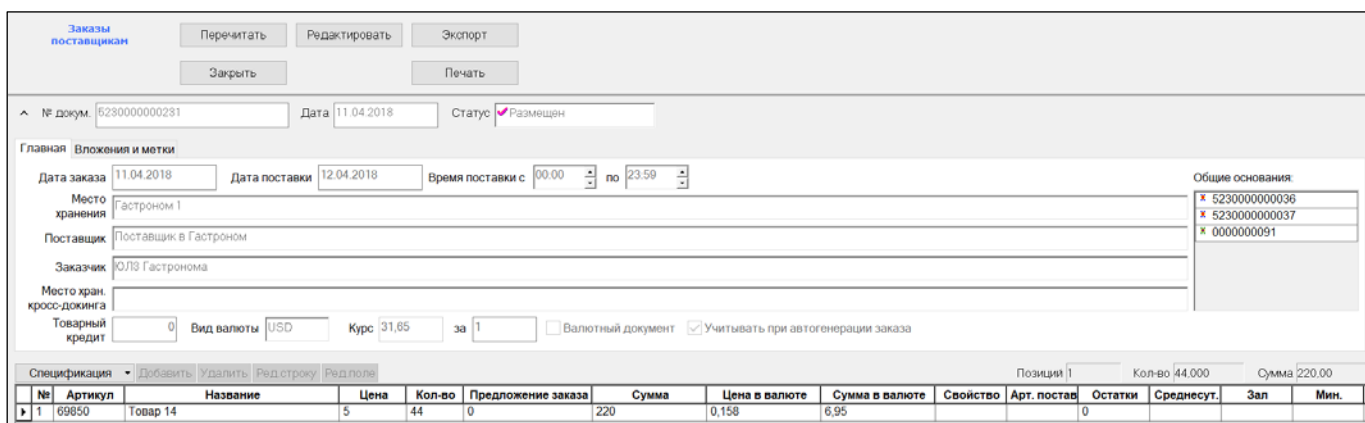 Заказы
поставщикам
Перечитать Редактировать Экспорт
Закрыть Печать
№ докум. 5230000000231 Дата 11.04.2018 Статус Размещен
Главная Вложения и метки
Дата заказа 11.04.2018 Дата поставки 12.04.2018 Время поставки с 00:00 по 23:59 Общие основания:
Место
хранения Гастроном 1
5230000000036
5230000000037
0000000091
Поставщик Поставщик в Гастроном
Заказчик ЮЛЗ Гастронома
Место хран.
кросс-докинга
Товарный
кредит 0 Вид валюты USD Курс 31,65 за 1 Валютный документ Учитывать при автогенерации заказа
Спецификация Добавить Удалить Ред.строку Ред.поле Позиций 1 Кол-во 44,000 Сумма 220.00
№ Артикул Название Цена Кол-во Предложение заказа Сумма Цена в валюте Сумма в валюте Свойство Арт. постав Остатки Среднесут. Зал Мин.
1 69850 Товар 14 5 44 0 220 0,158 6,95 0